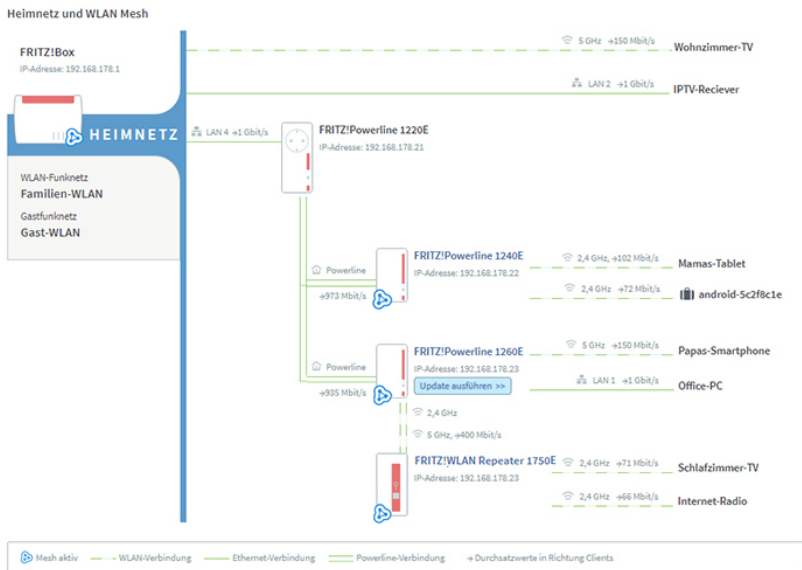 Heimnetz und WLAN Mesh
FRITZ!Box
IP-Adresse: 192.168.178.1
HEIMNETZ
WLAN-Funknetz
Familien-WLAN
Gastfunknetz
Gast-WLAN
5 GHz →150 Mbit/s
Wohnzimmer-TV
LAN 2 →1 Gbit/s
IPTV-Reciever
LAN 4 →1 Gbit/s
FRITZ!Powerline 1220E
IP-Adresse: 192.168.178.21
Powerline
→973 Mbit/s
FRITZ!Powerline 1240E
IP-Adresse: 192.168.178.22
2,4 GHz, →102 Mbit/s
Mamas-Tablet
2,4 GHz →72 Mbit/s
android-5c2f8c1e
Powerline
→935 Mbit/s
FRITZ!Powerline 1260E
IP-Adresse: 192.168.178.23
Update ausführen >>
5 GHz →150 Mbit/s
Papas-Smartphone
LAN 1 →1 Gbit/s
Office-PC
2,4 GHz
5 GHz, →400 Mbit/s
FRITZ!WLAN Repeater 1750E
IP-Adresse: 192.168.178.23
2,4 GHz →71 Mbit/s
Schlafzimmer-TV
2,4 GHz →66 Mbit/s
Internet-Radio
Mesh aktiv
WLAN-Verbindung
Ethernet-Verbindung
Powerline-Verbindung
→ Durchsatzwerte in Richtung Clients